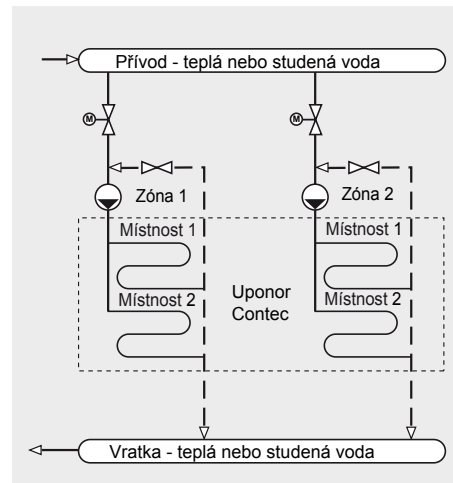 Přívod - teplá nebo studená voda
M
M
Zóna 1
Zóna 2
Místnost 1
Místnost 1
Místnost 2
Uponor
Contec
Místnost 2
Vratka - teplá nebo studená voda